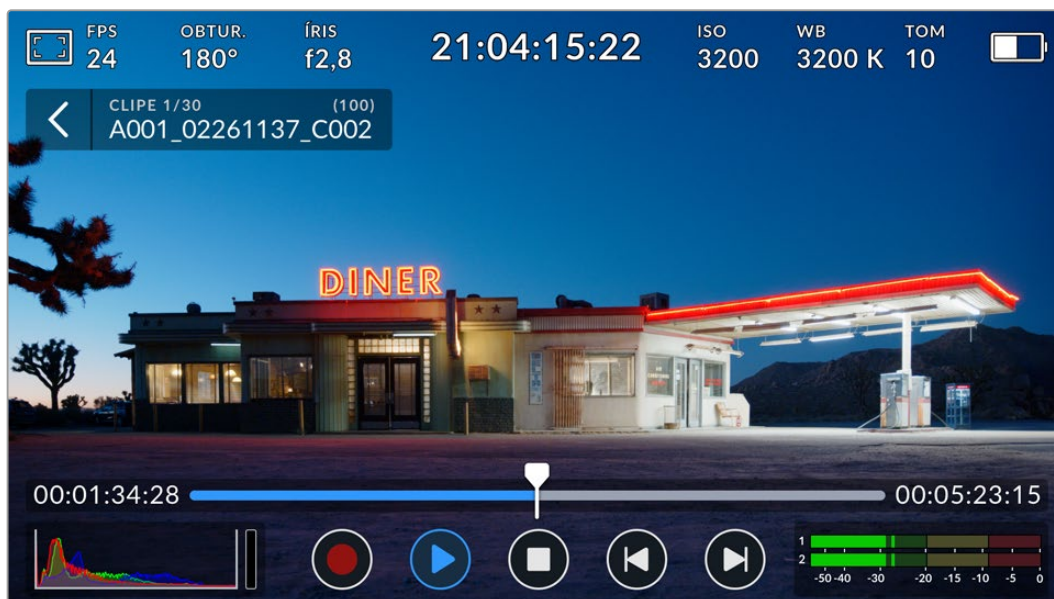 FPS OBTUR. ÍRIS ISO WB TOM
24 180° f2,8 21:04:15:22 3200 3200 K 10
CLIPE 1/30 (100)
A001_02261137_C002
DINER
00:01:34:28 00:05:23:15
1
2
-50 -40 -30 -20 -15 -10 -5 0